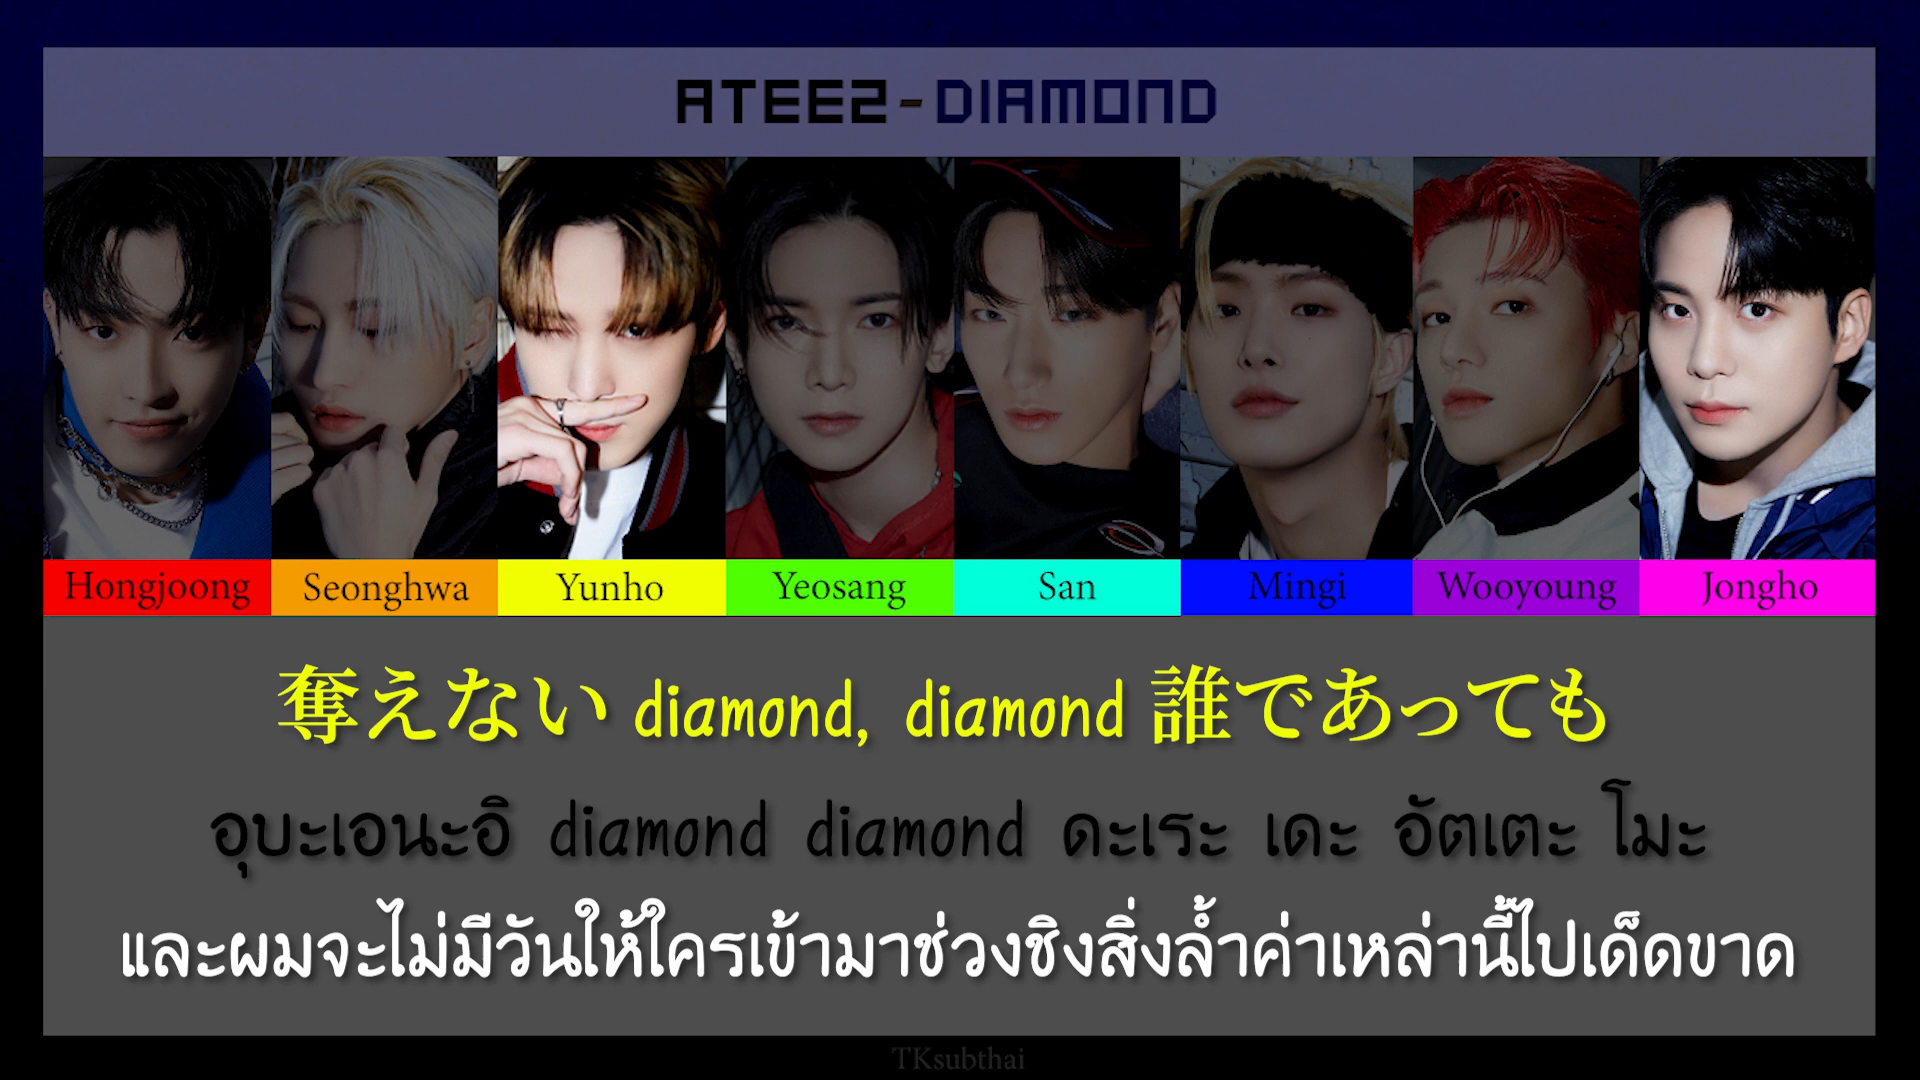 ATEEZ-DIAMOND
Hongjoong Seonghwa Yunho Yeosang San Mingi Wooyoung Jongho
奪えない diamond, diamond 誰であっても
อุบะเอนะอิ diamond diamond ดะเระ เดะ อัตเตะ โมะ
และผมจะไม่มีวันให้ใครเข้ามาช่วงชิงสิ่งล้ำค่าเหล่านี้ไปเด็ดขาด
TKsubthai